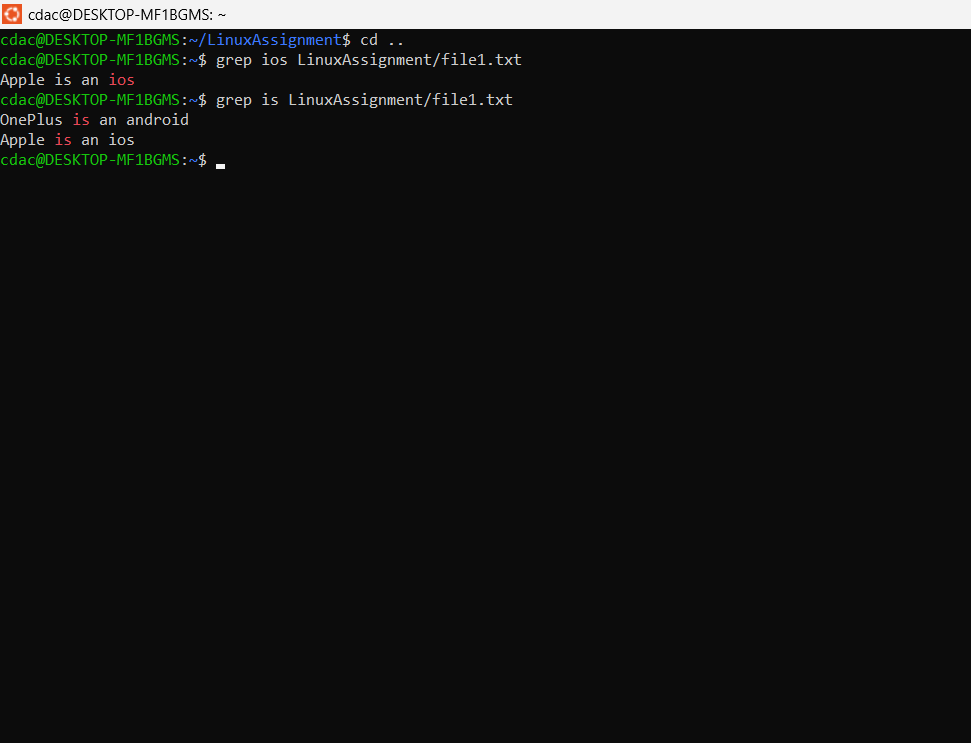 cdac@DESKTOP-MF1BGMS: ~
cdac@DESKTOP-MF1BGMS:~/LinuxAssignment$ cd ..
cdac@DESKTOP-MF1BGMS:~$ grep ios LinuxAssignment/file1.txt
Apple is an ios
cdac@DESKTOP-MF1BGMS:~$ grep is LinuxAssignment/file1.txt
OnePlus is an android
Apple is an ios
cdac@DESKTOP-MF1BGMS:~$